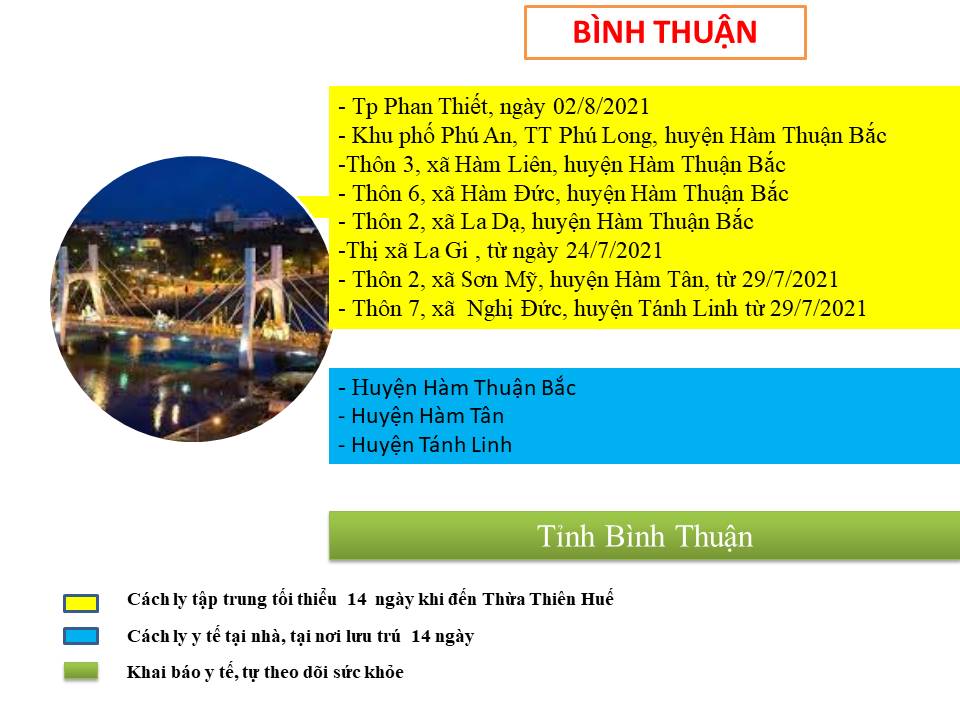 BÌNH THUẬN
- Tp Phan Thiết, ngày 02/8/2021
- Khu phố Phú An, TT Phú Long, huyện Hàm Thuận Bắc
-Thôn 3, xã Hàm Liên, huyện Hàm Thuận Bắc
- Thôn 6, xã Hàm Đức, huyện Hàm Thuận Bắc
- Thôn 2, xã La Dạ, huyện Hàm Thuận Bắc
-Thị xã La Gi , từ ngày 24/7/2021
- Thôn 2, xã Sơn Mỹ, huyện Hàm Tân, từ 29/7/2021
- Thôn 7, xã  Nghị Đức, huyện Tánh Linh từ 29/7/2021
- Huyện Hàm Thuận Bắc
- Huyện Hàm Tân
- Huyện Tánh Linh
Tỉnh Bình Thuận
Cách ly tập trung tối thiểu  14  ngày khi đến Thừa Thiên Huế
Cách ly y tế tại nhà, tại nơi lưu trú  14 ngày
Khai báo y tế, tự theo dõi sức khỏe